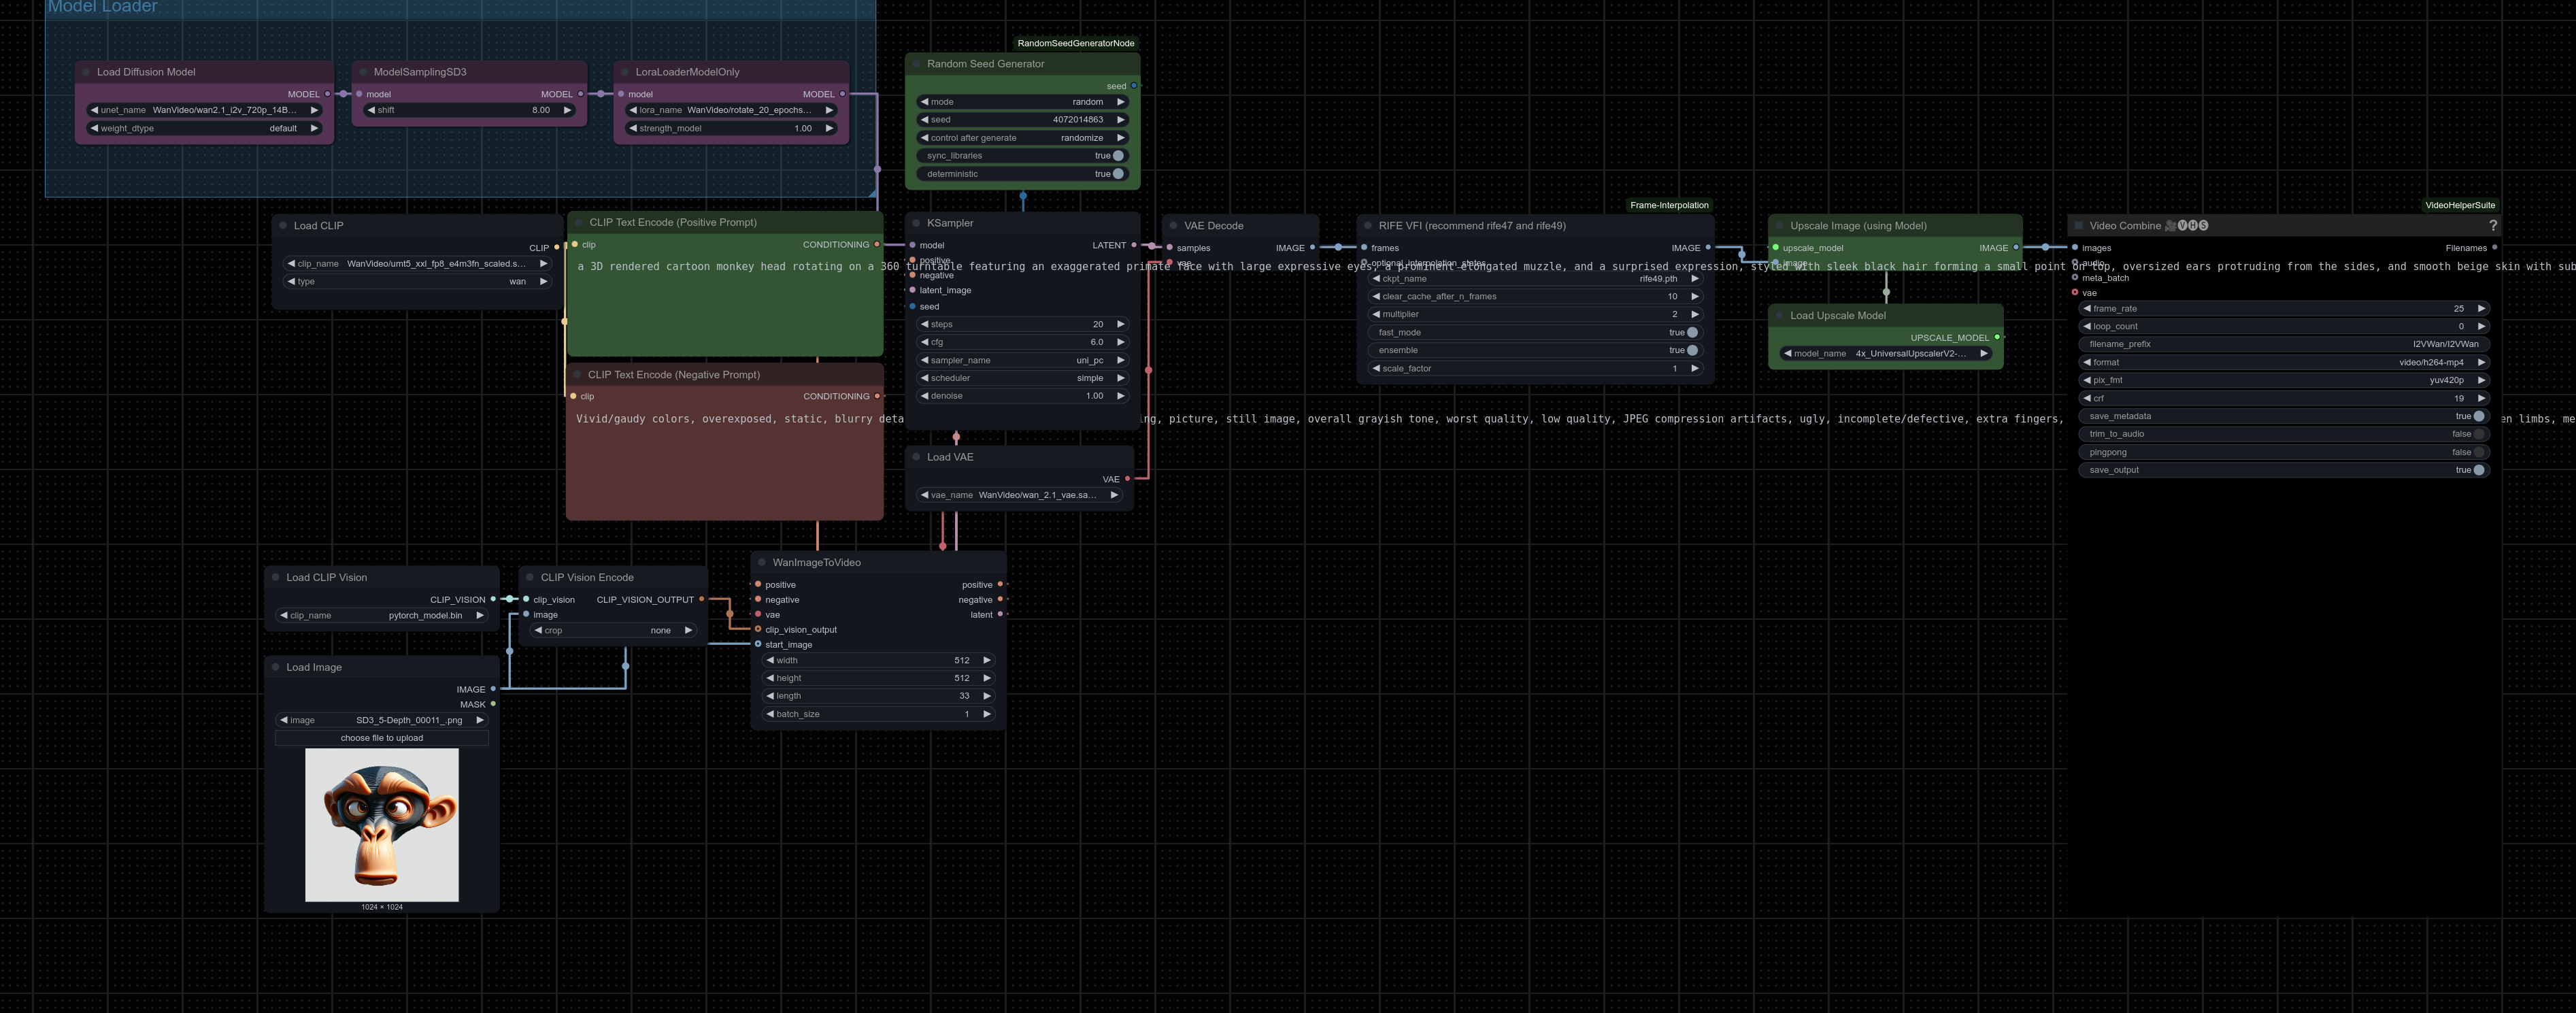 Model Loader
Load Diffusion Model
MODEL
unet_name WanVideo/wan2.1_i2v_720p_14B...
weight_dtype default
ModelSamplingSD3
model MODEL
shift 8.00
LoraLoaderModelOnly
model MODEL
lora_name WanVideo/rotate_20_epochs...
strength_model 1.00
RandomSeedGeneratorNode
Random Seed Generator
seed
mode random
seed 4072014863
control after generate randomize
sync_libraries true
deterministic true
Load CLIP
CLIP
clip_name WanVideo/umt5_xxl_fp8_e4m3fn_scaled.s...
type wan
CLIP Text Encode (Positive Prompt)
clip CONDITIONING
a 3D rendered cartoon monkey head rotating on a 360 turntable featuring an exaggerated primate face with large expressive eyes, a prominent elongated muzzle, and a surprised expression, styled with sleek black hair forming a small point on top, oversized ears protruding from the sides, and smooth beige skin with sub
CLIP Text Encode (Negative Prompt)
clip CONDITIONING
Vivid/gaudy colors, overexposed, static, blurry deta
ng, picture, still image, overall grayish tone, worst quality, low quality, JPEG compression artifacts, ugly, incomplete/defective, extra fingers,
en limbs, me
KSampler
model LATENT
positive
negative
latent_image
seed
steps 20
cfg 6.0
sampler_name uni_pc
scheduler simple
denoise 1.00
Load VAE
VAE
vae_name WanVideo/wan_2.1_vae.sa...
VAE Decode
samples IMAGE
vae
Frame-Interpolation
RIFE VFI (recommend rife47 and rife49)
frames IMAGE
optional_interpolation_states
ckpt_name rife49.pth
clear_cache_after_n_frames 10
multiplier 2
fast_mode true
ensemble true
scale_factor 1
Upscale Image (using Model)
upscale_model IMAGE
image
Load Upscale Model
UPSCALE_MODEL
model_name 4x_UniversalUpscalerV2-...
VideoHelperSuite
Video Combine 🎥🅥🅗🅢 ?
images Filenames
audio
meta_batch
vae
frame_rate 25
loop_count 0
filename_prefix I2VWan/I2VWan
format video/h264-mp4
pix_fmt yuv420p
crf 19
save_metadata true
trim_to_audio false
pingpong false
save_output true
Load CLIP Vision
CLIP_VISION
clip_name pytorch_model.bin
CLIP Vision Encode
clip_vision CLIP_VISION_OUTPUT
image
crop none
WanImageToVideo
positive positive
negative negative
vae latent
clip_vision_output
start_image
width 512
height 512
length 33
batch_size 1
Load Image
IMAGE
MASK
image SD3_5-Depth_00011_.png
choose file to upload
1024 × 1024